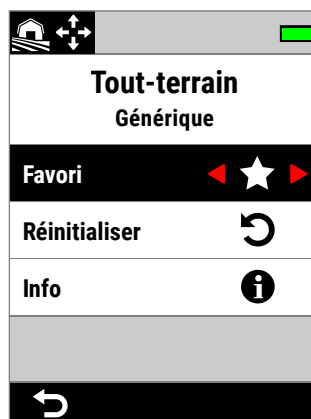 Tout-terrain
Générique
Favori
Réinitialiser
Info